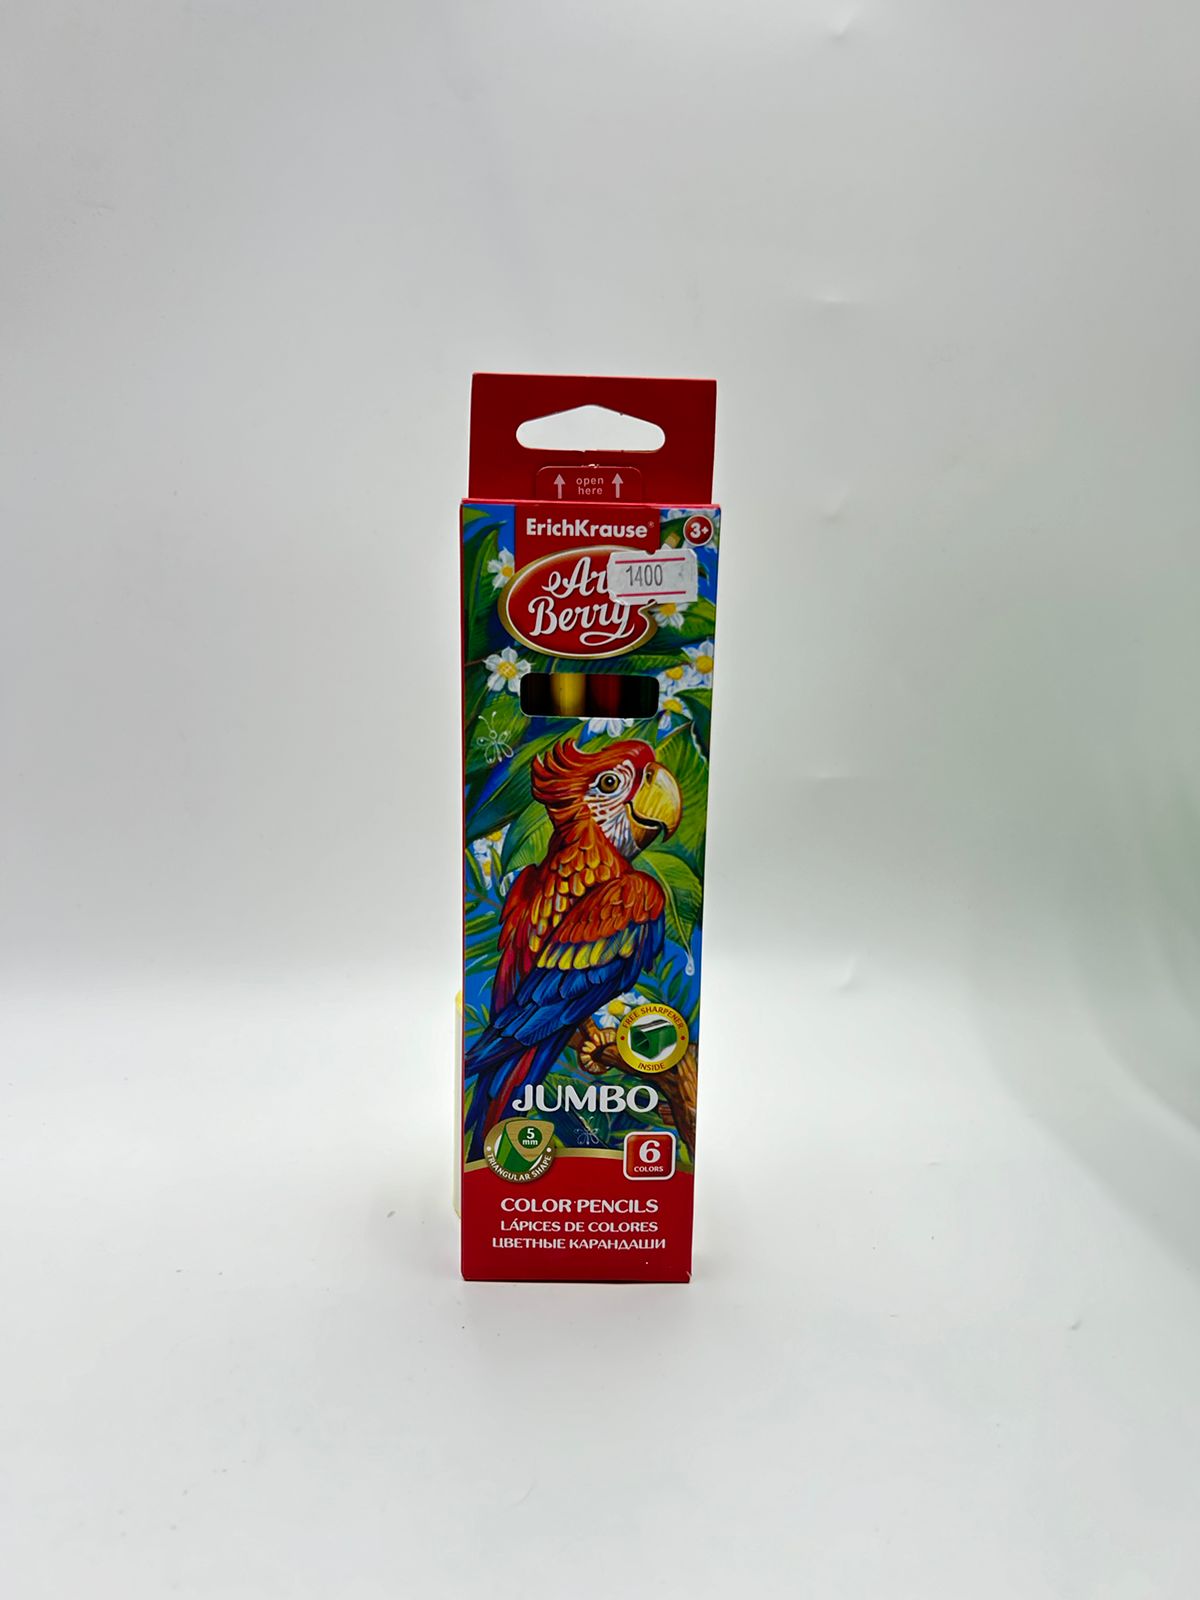 open
here
ErichKrause®
3+
1400
Berry
FREE SHARPENER
INSIDE
JUMBO
5
mm
TRIANGULAR SHAPE
6
COLORS
COLOR PENCILS
LÁPICES DE COLORES
ЦВЕТНЫЕ КАРАНДАШИ